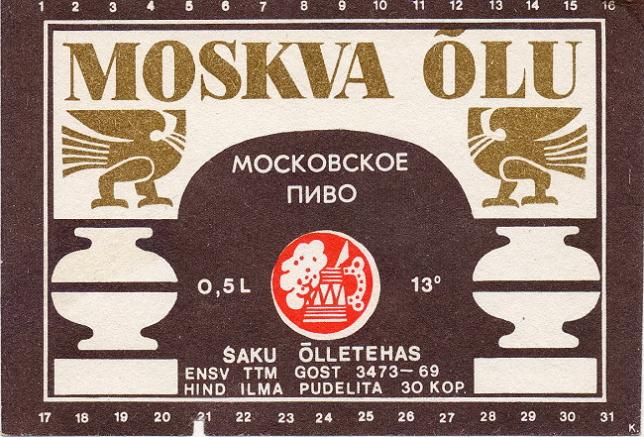 1 2 3 4 5 6 7 8 9 10 11 12 13 14 15 16
MOSKVA ÕLU
МОСКОВСКОЕ
ПИВО
0,5L 13°
SAKU ÕLLETEHAS
ENSV TTM GOST 3473-69
HIND ILMA PUDELITA 30 KOP.
17 18 19 20 21 22 23 24 25 26 27 28 29 30 31
K.